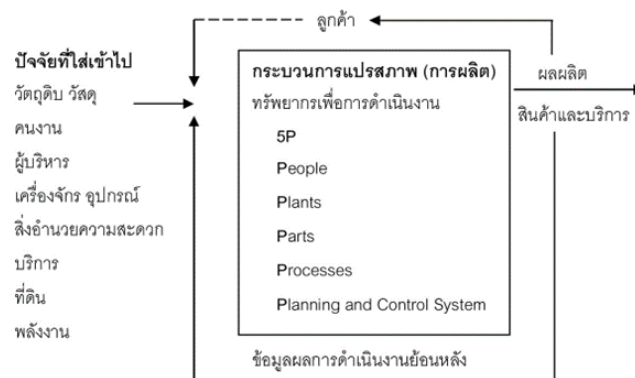 ลูกค้า
ปัจจัยที่ใส่เข้าไป
วัตถุดิบ วัสดุ
คนงาน
ผู้บริหาร
เครื่องจักร อุปกรณ์
สิ่งอำนวยความสะดวก
บริการ
ที่ดิน
พลังงาน
กระบวนการแปรสภาพ (การผลิต)
ทรัพยากรเพื่อการดำเนินงาน
5P
People
Plants
Parts
Processes
Planning and Control System
ผลผลิต
สินค้าและบริการ
ข้อมูลผลการดำเนินงานย้อนหลัง